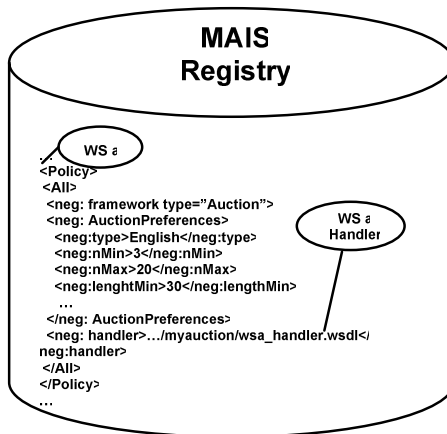 MAIS
Registry
WS a
...
<Policy>
<All>
<neg: framework type=”Auction”>
<neg: AuctionPreferences>
<neg:type>English</neg:type>
<neg:nMin>3</neg:nMin>
<neg:nMax>20</neg:nMax>
<neg:lenghtMin>30</neg:lengthMin>
...
</neg: AuctionPreferences>
<neg: handler>.../myauction/wsa_handler.wsdl</
neg:handler>
</All>
</Policy>
...
WS a
Handler